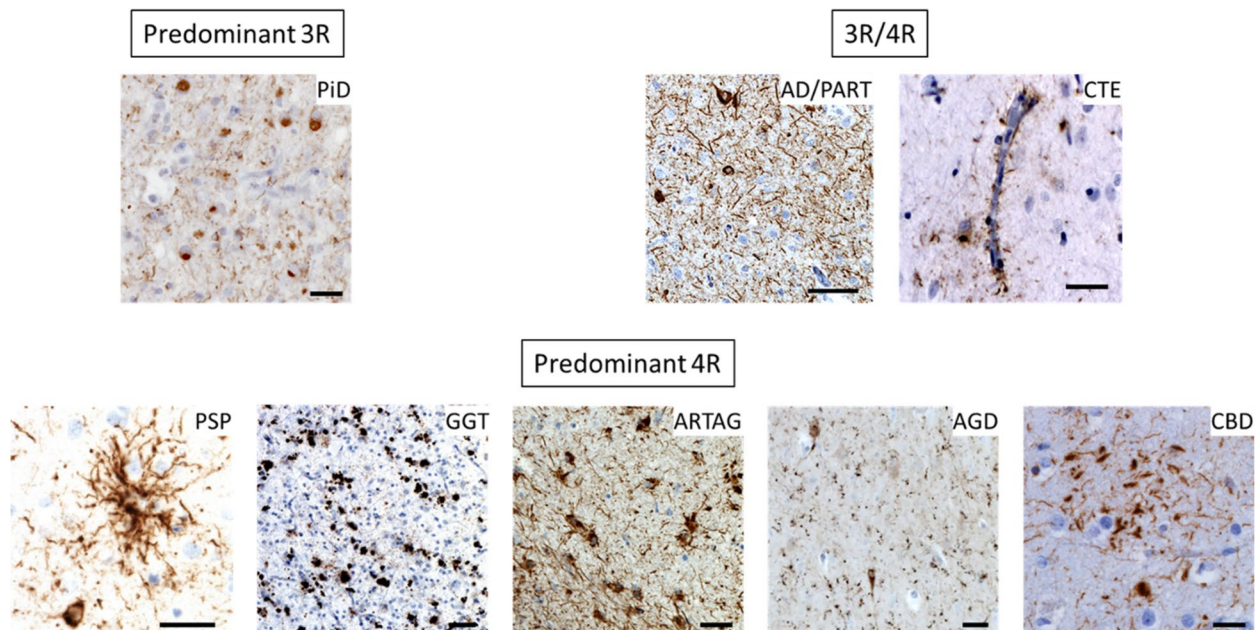 Predominant 3R
3R/4R
PiD
AD/PART
CTE
Predominant 4R
PSP
GGT
ARTAG
AGD
CBD